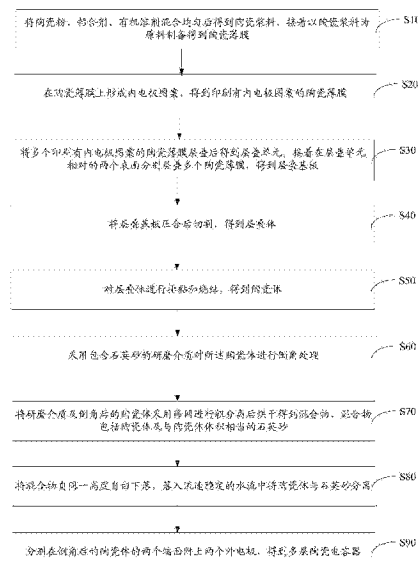 将陶瓷粉、粘合剂、有机溶剂混合均匀后得到陶瓷浆料，接着以陶瓷浆料为
原料制备得到陶瓷薄膜
S10
在陶瓷薄膜上形成内电极图案，得到印刷有内电极图案的陶瓷薄膜
S20
将多个印刷有内电极图案的陶瓷薄膜层叠后得到层叠单元，接着在层叠单元
相对的两个表面分别层叠多个陶瓷薄膜，得到层叠基板
S30
将层叠基板压合后切割，得到层叠体
S40
对层叠体进行排粘和烧结，得到陶瓷体
S50
采用包含石英砂的研磨介质对所述陶瓷体进行倒角处理
S60
将研磨介质及倒角后的陶瓷体采用筛网进行初分离后烘干得到混合物，混合物
包括陶瓷体及与陶瓷体体积相当的石英砂
S70
将混合物自同一高度自由下落，落入流速稳定的水流中将陶瓷体与石英砂分离
S80
分别在倒角后的陶瓷体的两个端面附上两个外电极，得到多层陶瓷电容器
S90